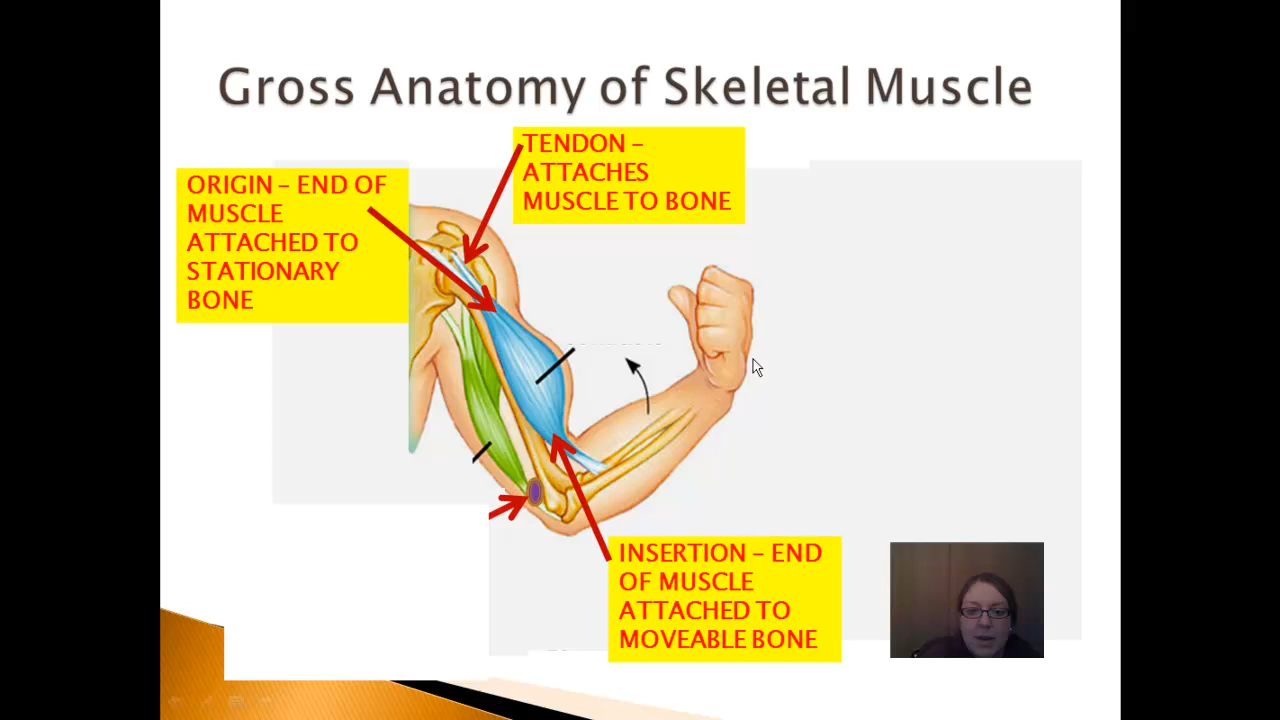 Gross Anatomy of Skeletal Muscle
TENDON –
ATTACHES
MUSCLE TO BONE
ORIGIN – END OF
MUSCLE
ATTACHED TO
STATIONARY
BONE
INSERTION – END
OF MUSCLE
ATTACHED TO
MOVEABLE BONE